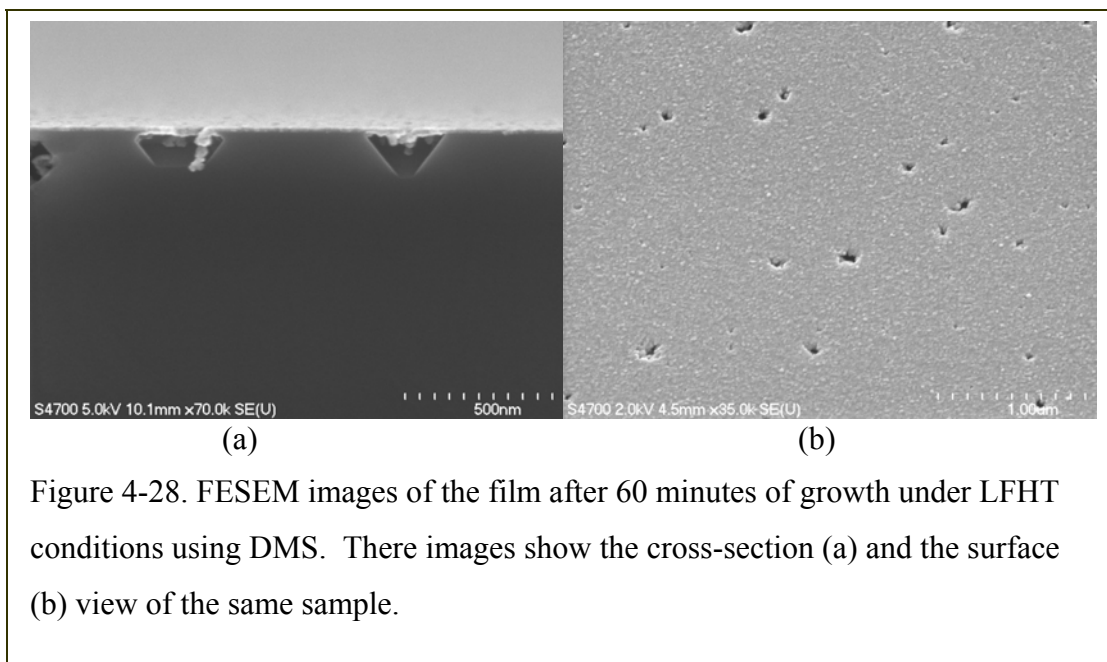 S4700 5.0kV 10.1mm x70.0k SE(U) 500nm
S4700 2.0kV 4.5mm x35.0k SE(U) 1.00um
(a) (b)
Figure 4-28. FESEM images of the film after 60 minutes of growth under LFHT
conditions using DMS. There images show the cross-section (a) and the surface
(b) view of the same sample.